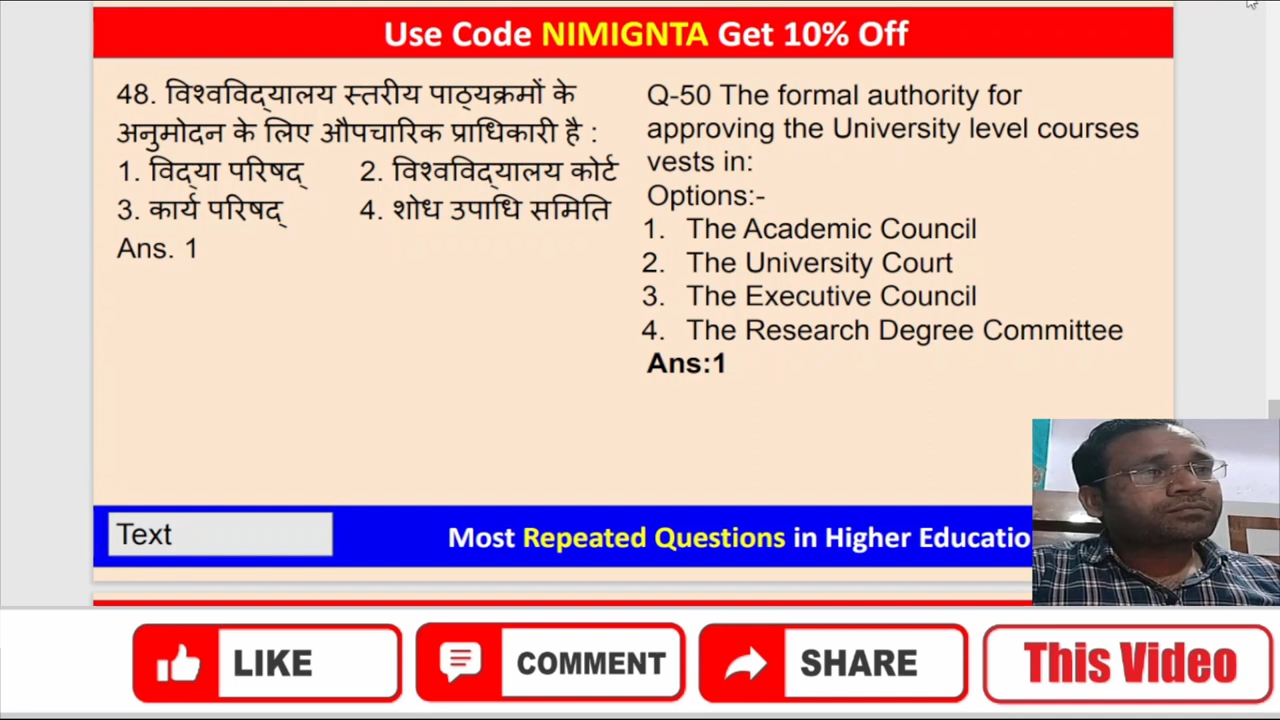 Use Code NIMIGNTA Get 10% Off
48. विश्वविद्यालय स्तरीय पाठ्यक्रमों के
अनुमोदन के लिए औपचारिक प्राधिकारी है :
1. विद्या परिषद् 2. विश्वविद्यालय कोर्ट
3. कार्य परिषद् 4. शोध उपाधि समिति
Ans. 1
Q-50 The formal authority for
approving the University level courses
vests in:
Options:-
1. The Academic Council
2. The University Court
3. The Executive Council
4. The Research Degree Committee
Ans:1
Text
Most Repeated Questions in Higher Educatio
LIKE
COMMENT
SHARE
This Video